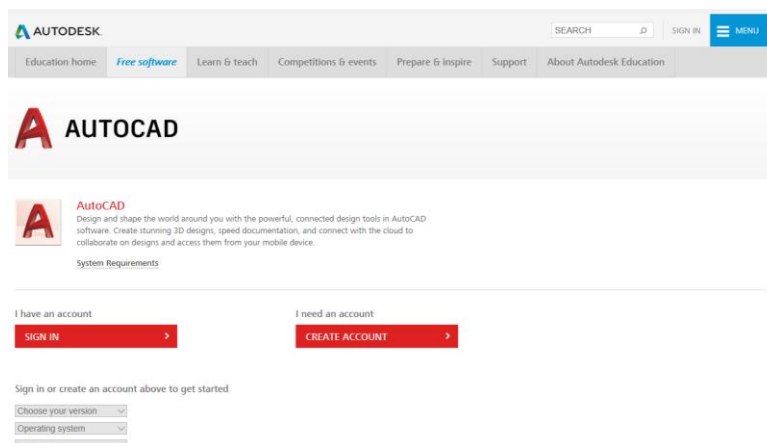 AUTODESK.
SEARCH
SIGN IN
MENU
Education home
Free software
Learn & teach
Competitions & events
Prepare & inspire
Support
About Autodesk Education
AUTOCAD
AutoCAD
Design and shape the world around you with the powerful, connected design tools in AutoCAD
software. Create stunning 3D designs, speed documentation, and connect with the cloud to
collaborate on designs and access them from your mobile device.
System Requirements
I have an account
SIGN IN
I need an account
CREATE ACCOUNT
Sign in or create an account above to get started
Choose your version
Operating system